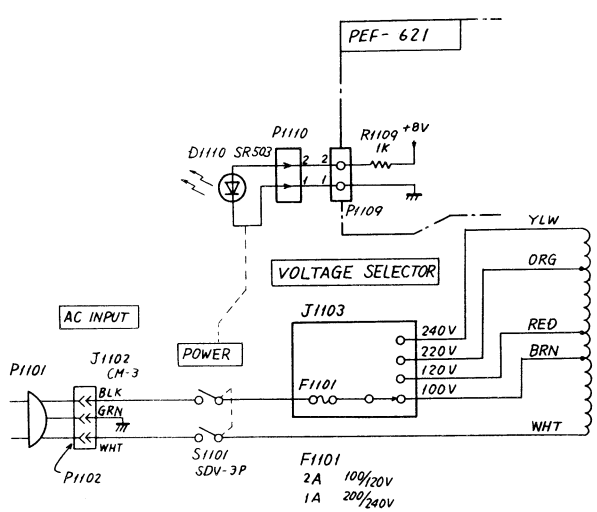 PEF- 621
P1110
R1109
1K
+8V
D1110 SR503
2 2
1 1
P1109
YLW
VOLTAGE SELECTOR
ORG
AC INPUT
J1103
240V
RED
220V
POWER
120V
BRN
P1101
J1102
CM-3
F1101
100V
BLK
GRN
WHT
WHT
S1101
SDV-3P
P1102
F1101
2A 100/120V
1A 200/240V